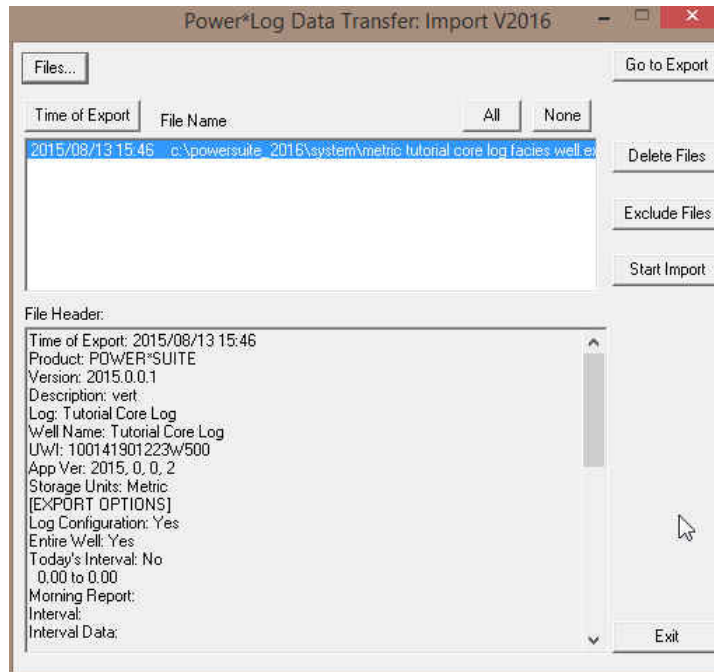 Power*Log Data Transfer: Import V2016
Files...
Go to Export
Time of Export
File Name
All
None
2015/08/13 15:46 c:\powersuite_2016\system\metric tutorial core log facies well.ex
Delete Files
Exclude Files
Start Import
File Header:
Time of Export: 2015/08/13 15:46
Product: POWER*SUITE
Version: 2015.0.0.1
Description: vert
Log: Tutorial Core Log
Well Name: Tutorial Core Log
UWI: 100141901223W500
App Ver: 2015, 0, 0, 2
Storage Units: Metric
[EXPORT OPTIONS]
Log Configuration: Yes
Entire Well: Yes
Today's Interval: No
0.00 to 0.00
Morning Report:
Interval:
Interval Data:
Exit